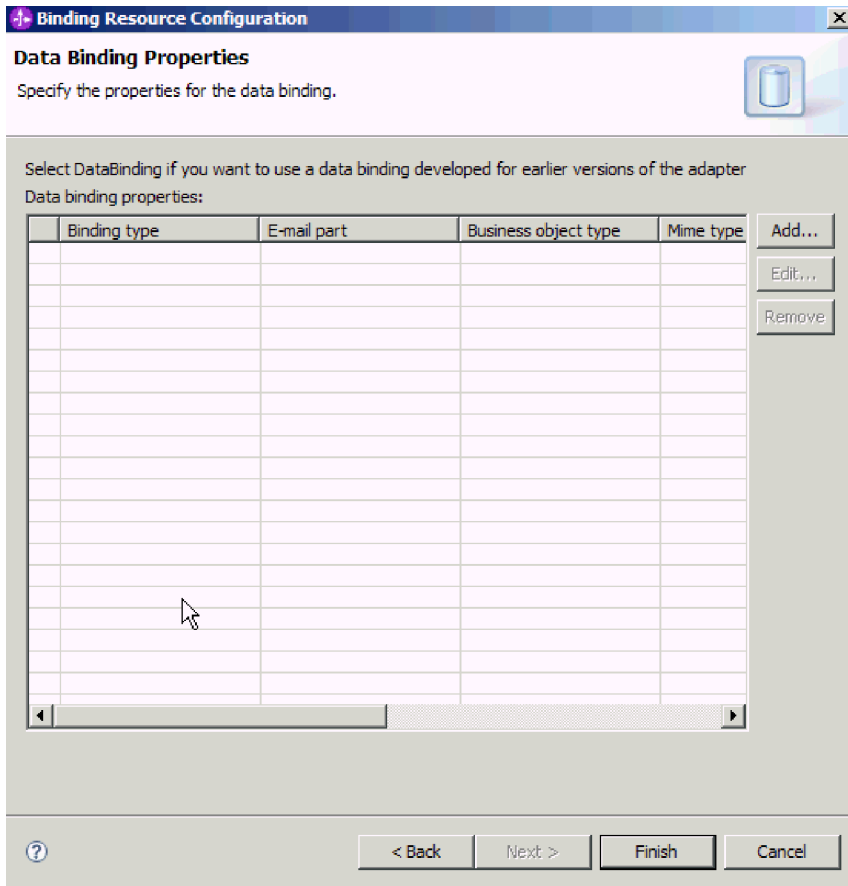 Binding Resource Configuration
Data Binding Properties
Specify the properties for the data binding.
Select DataBinding if you want to use a data binding developed for earlier versions of the adapter
Data binding properties:
Binding type E-mail part Business object type Mime type
Add...
Edit...
Remove
< Back Next > Finish Cancel